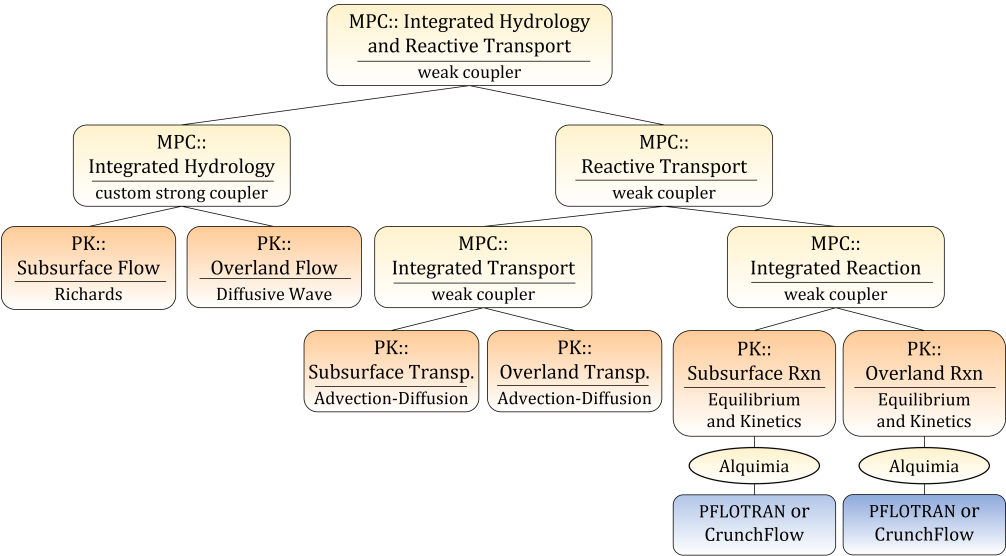 MPC:: Integrated Hydrology
and Reactive Transport
weak coupler
MPC::
Integrated Hydrology
custom strong coupler
MPC::
Reactive Transport
weak coupler
PK::
Subsurface Flow
Richards
PK::
Overland Flow
Diffusive Wave
MPC::
Integrated Transport
weak coupler
MPC::
Integrated Reaction
weak coupler
PK::
Subsurface Transp.
Advection-Diffusion
PK::
Overland Transp.
Advection-Diffusion
PK::
Subsurface Rxn
Equilibrium
and Kinetics
PK::
Overland Rxn
Equilibrium
and Kinetics
Alquimia
Alquimia
PFLOTRAN or
CrunchFlow
PFLOTRAN or
CrunchFlow